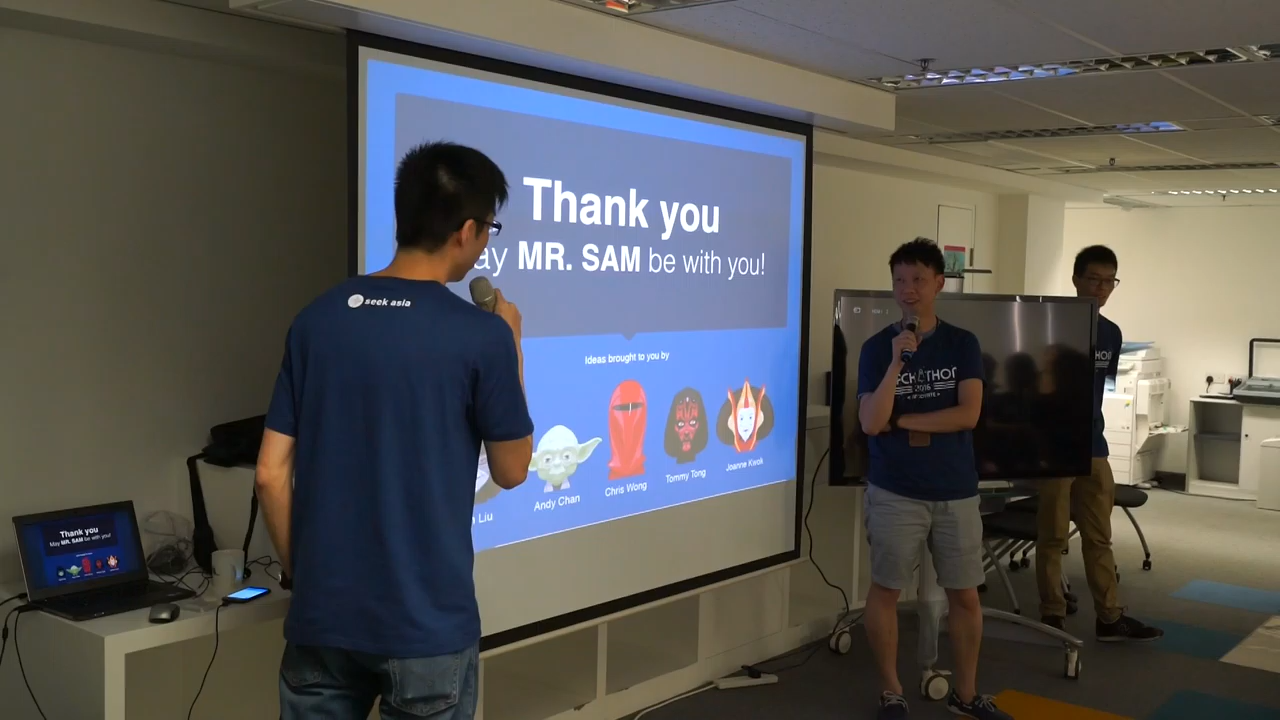 Thank you
ay MR. SAM be with you!
Ideas brought to you by
Liu
Andy Chan
Chris Wong
Tommy Tong
Joanne Kwok
seek asia
2016
Thank you
May MR. SAM be with you!